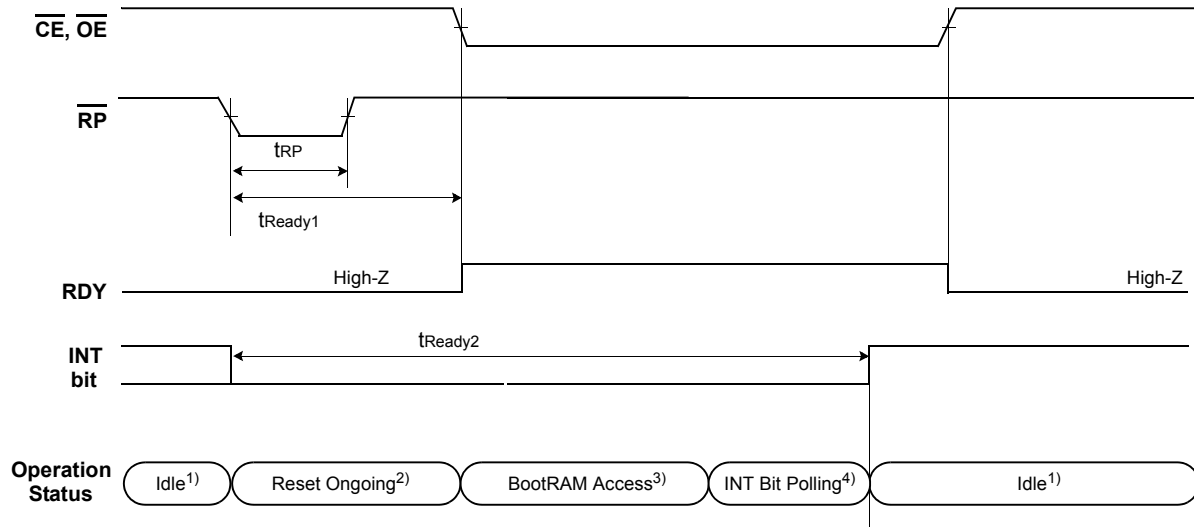 CE, OE
RP
tRP
tReady1
High-Z
High-Z
RDY
tReady2
INT
bit
Operation
Status
Idle1)
Reset Ongoing2)
BootRAM Access3)
INT Bit Polling4)
Idle1)